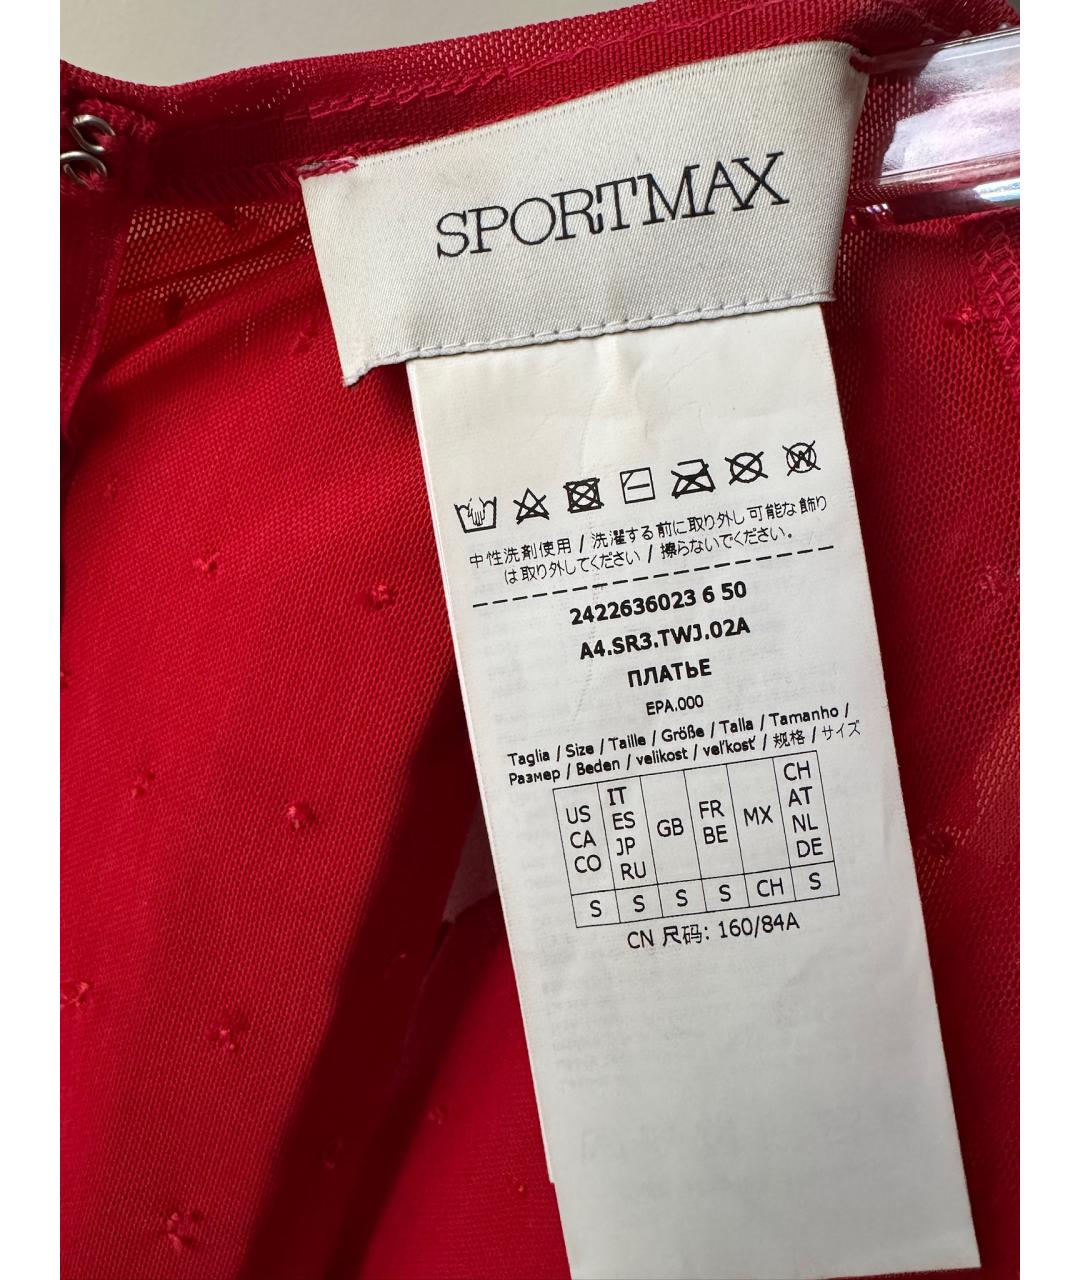 SPORTMAX
中性洗剤使用 / 洗濯する前に取り外し可能な飾り
は取り外してください / 擦らないでください。
2422636023 6 50
A4.SR3.TWJ.02A
ПЛАТЬЕ
EPA.000
Taglia / Size / Taille / Größe / Talla / Tamanho /
Размер / Beden / velikost / veľkosť / 规格 / サイズ
US CA CO
IT ES JP RU
GB
FR BE
MX
CH AT NL DE
S S S S CH S
CN 尺码: 160/84A